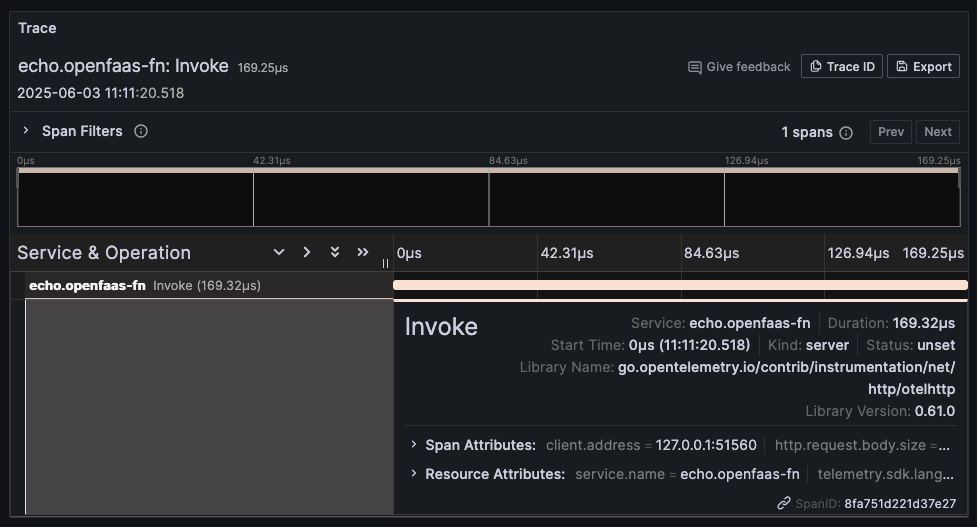 Trace
echo.openfaas-fn: Invoke 169.25μs
Give feedback
Trace ID
Export
2025-06-03 11:11:20.518
Span Filters
1 spans
Prev
Next
0μs 42.31μs 84.63μs 126.94μs 169.25μs
Service & Operation
0μs 42.31μs 84.63μs 126.94μs 169.25μs
echo.openfaas-fn Invoke (169.32μs)
Invoke
Service: echo.openfaas-fn Duration: 169.32μs
Start Time: 0μs (11:11:20.518) Kind: server Status: unset
Library Name: go.opentelemetry.io/contrib/instrumentation/net/
http/otelhttp
Library Version: 0.61.0
Span Attributes: client.address = 127.0.0.1:51560 http.request.body.size =...
Resource Attributes: service.name = echo.openfaas-fn telemetry.sdk.lang...
SpanID: 8fa751d221d37e27